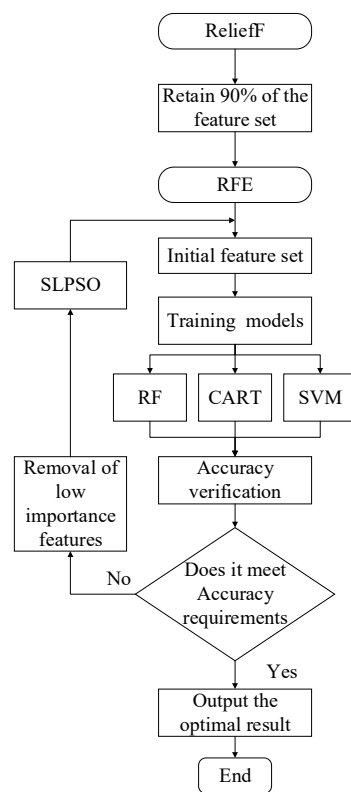 ReliefF
Retain 90% of the
feature set
RFE
Initial feature set
SLPSO
Training models
RF
CART
SVM
Removal of
low
importance
features
Accuracy
verification
No
Does it meet
Accuracy
requirements
Yes
Output the
optimal result
End